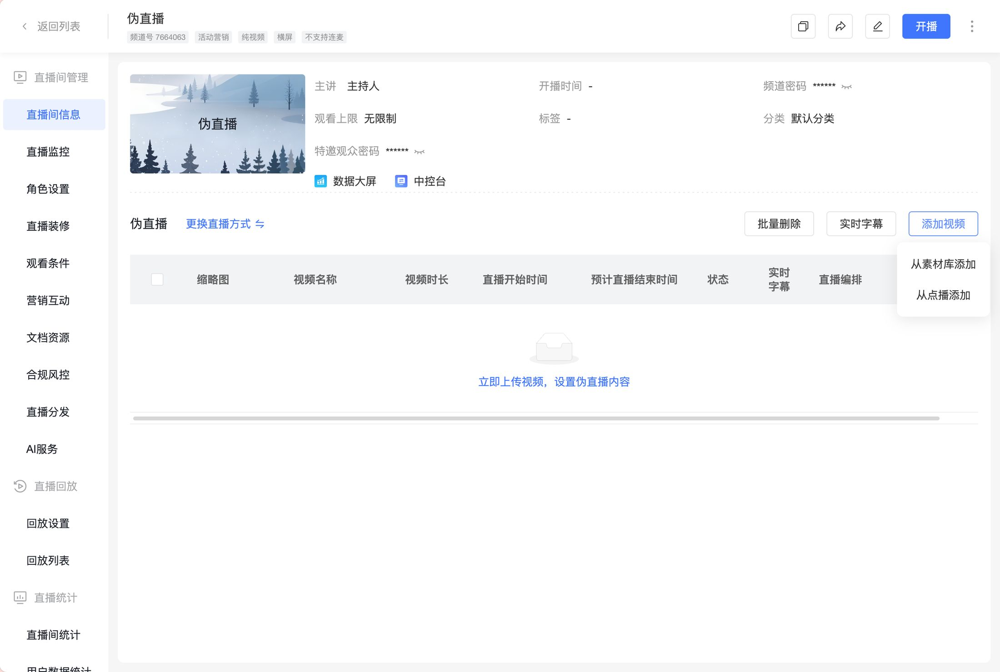 返回列表
伪直播
频道号 7664063 活动营销 纯视频 横屏 不支持连麦
开播
直播间管理
直播间信息
直播监控
角色设置
直播装修
观看条件
营销互动
文档资源
合规风控
直播分发
AI服务
直播回放
回放设置
回放列表
直播统计
直播间统计
用户数据统计
伪直播
主讲 主持人
开播时间 -
频道密码 ******
观看上限 无限制
标签 -
分类 默认分类
特邀观众密码 ******
数据大屏 中控台
伪直播 更换直播方式
批量删除 实时字幕 添加视频
从素材库添加
从点播添加
缩略图 视频名称 视频时长 直播开始时间 预计直播结束时间 状态 实时字幕 直播编排
立即上传视频，设置伪直播内容